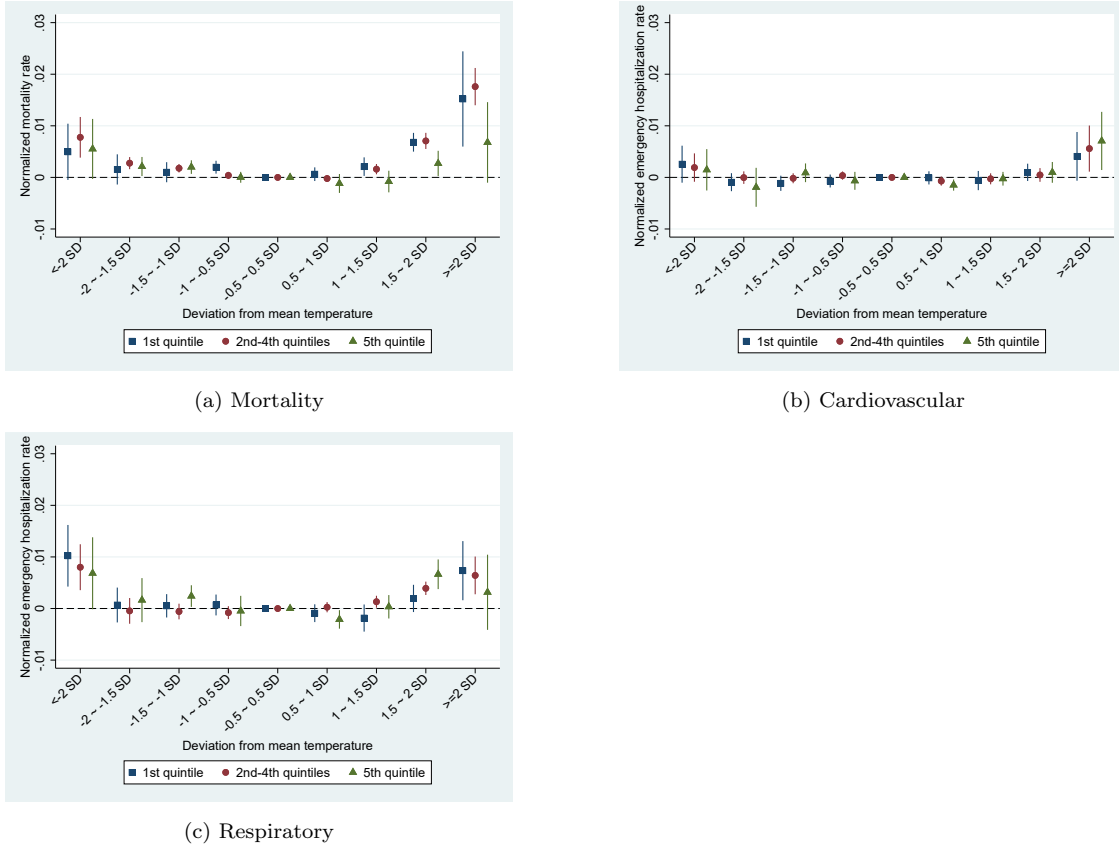 Normalized mortality rate
.03
.02
.01
0
-.01
<-2 SD
-2 ~ -1.5 SD
-1.5 ~ -1 SD
-1 ~ -0.5 SD
-0.5 ~ 0.5 SD
0.5 ~ 1 SD
1 ~ 1.5 SD
1.5 ~ 2 SD
>=2 SD
Deviation from mean temperature
1st quintile 2nd-4th quintiles 5th quintile
(a) Mortality
Normalized emergency hospitalization rate
.03
.02
.01
0
-.01
<-2 SD
-2 ~ -1.5 SD
-1.5 ~ -1 SD
-1 ~ -0.5 SD
-0.5 ~ 0.5 SD
0.5 ~ 1 SD
1 ~ 1.5 SD
1.5 ~ 2 SD
>=2 SD
Deviation from mean temperature
1st quintile 2nd-4th quintiles 5th quintile
(b) Cardiovascular
Normalized emergency hospitalization rate
.03
.02
.01
0
-.01
<-2 SD
-2 ~ -1.5 SD
-1.5 ~ -1 SD
-1 ~ -0.5 SD
-0.5 ~ 0.5 SD
0.5 ~ 1 SD
1 ~ 1.5 SD
1.5 ~ 2 SD
>=2 SD
Deviation from mean temperature
1st quintile 2nd-4th quintiles 5th quintile
(c) Respiratory